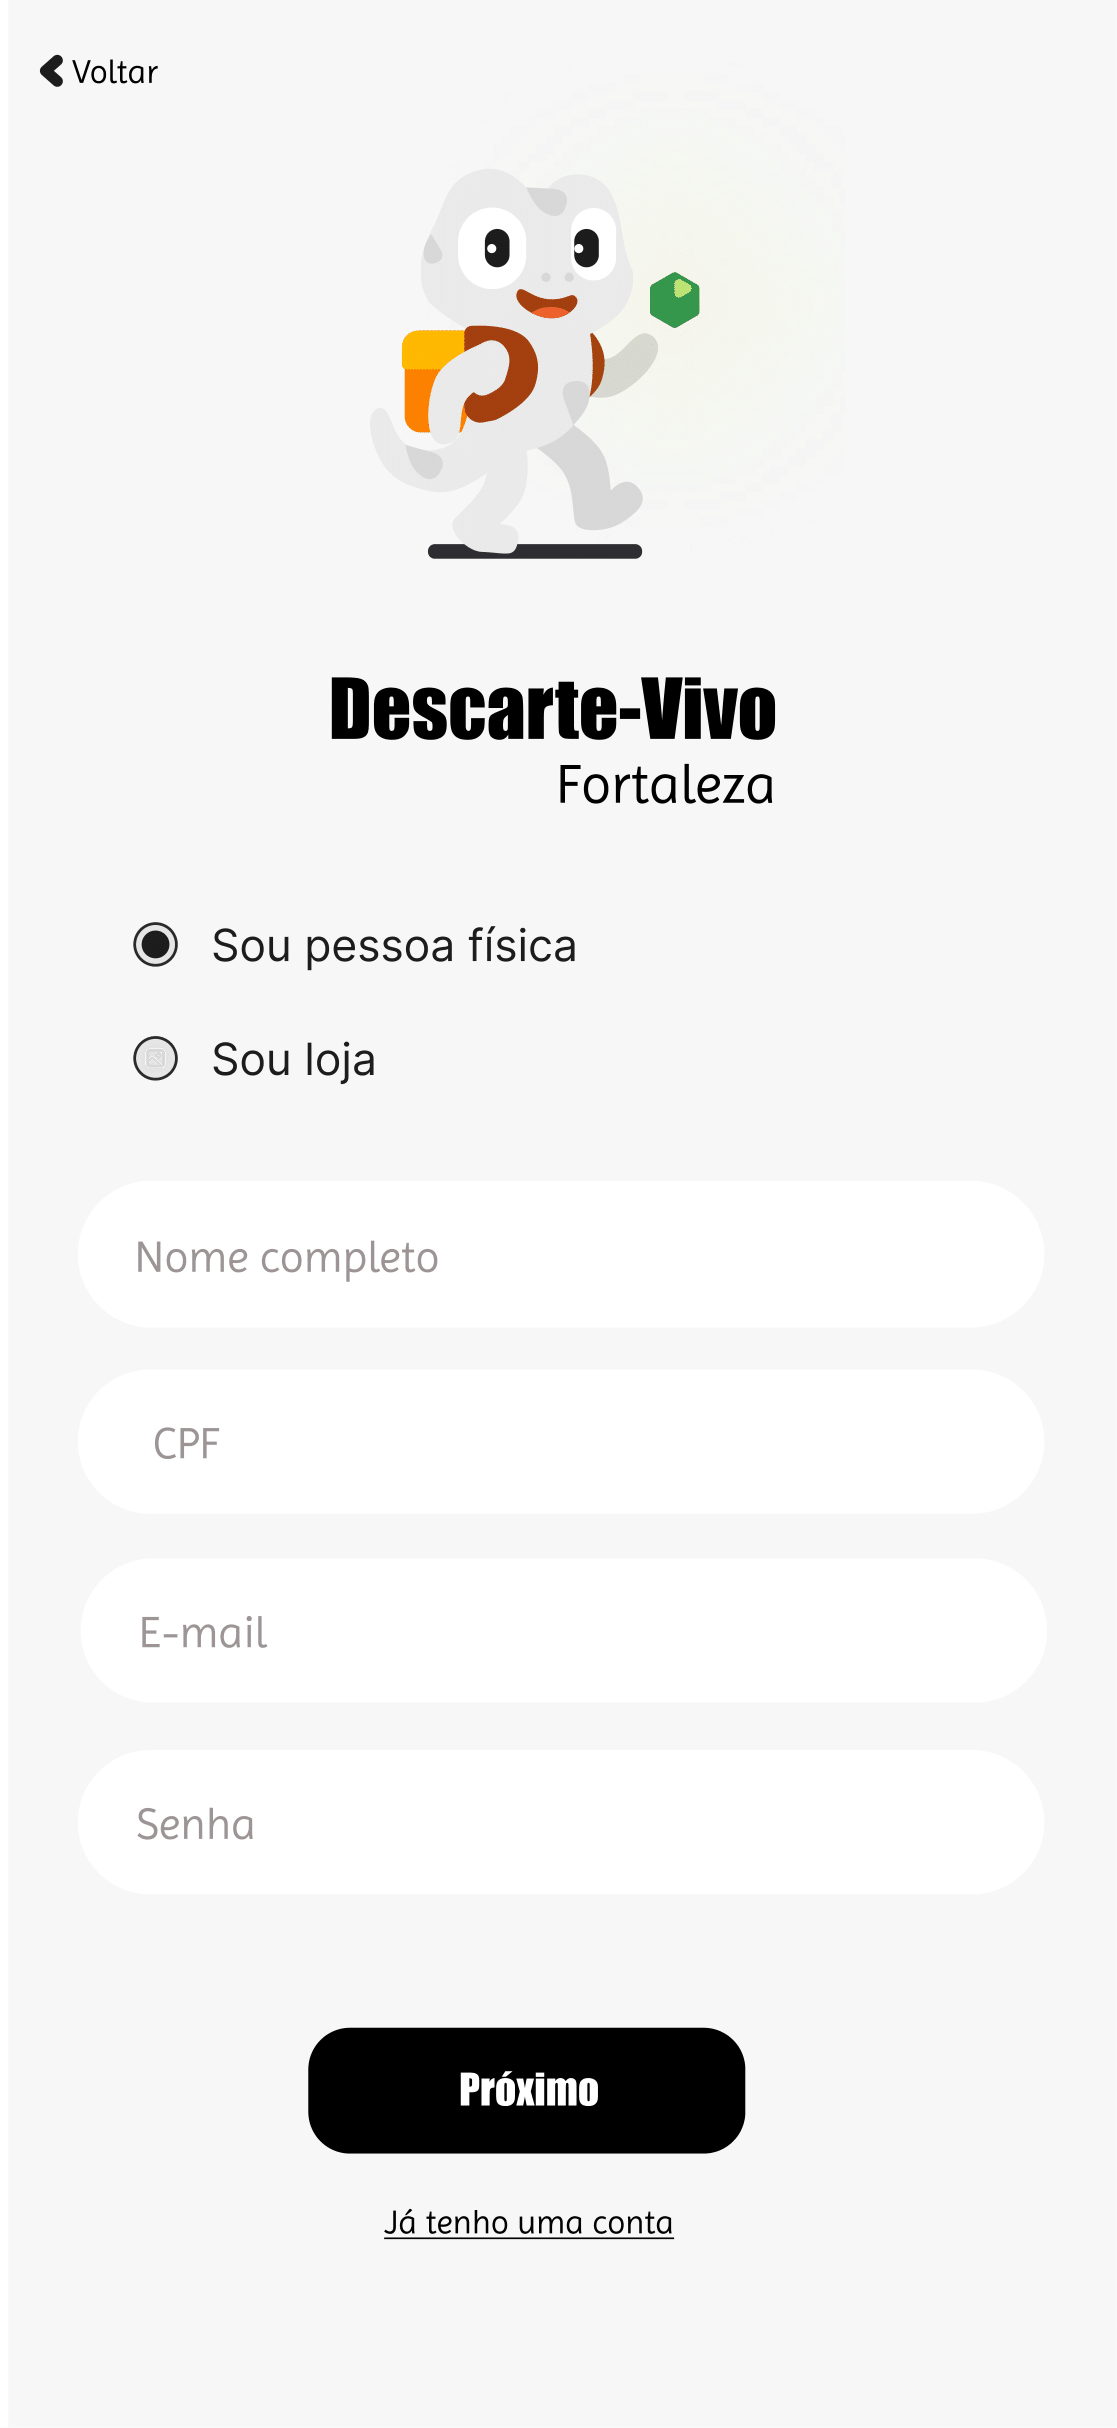 Voltar
Descarte-Vivo
Fortaleza
Sou pessoa física
Sou loja
Nome completo
CPF
E-mail
Senha
Próximo
Já tenho uma conta